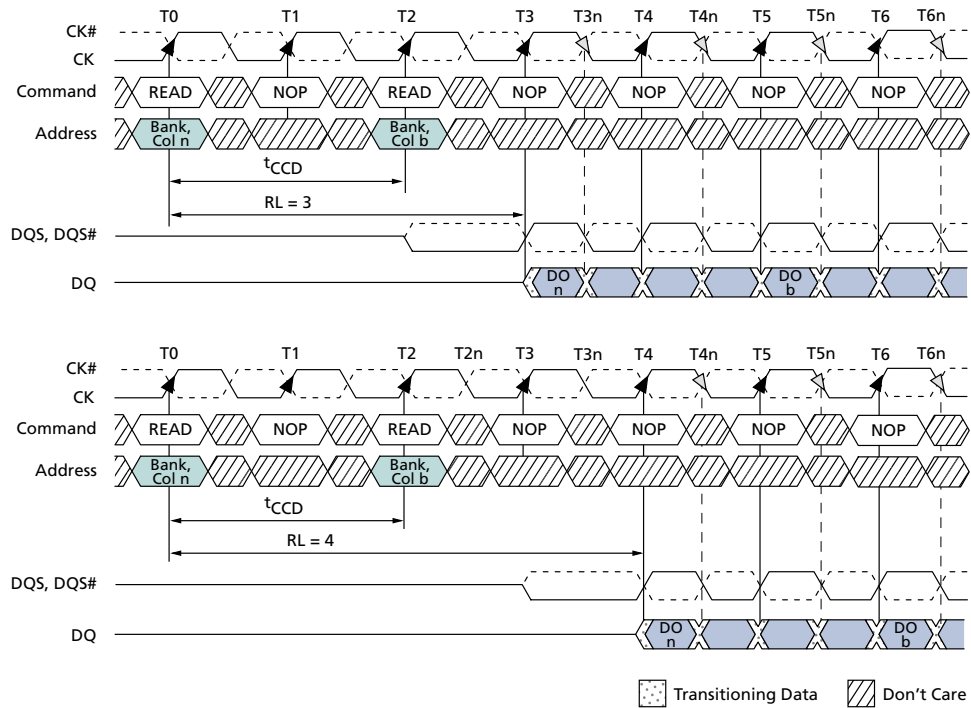 T0 T1 T2 T3 T3n T4 T4n T5 T5n T6 T6n
CK#
CK
Command READ NOP READ NOP NOP NOP NOP
Address Bank, Col n Bank, Col b
tCCD
RL = 3
DQS, DQS#
DQ DO n DO b
T0 T1 T2 T2n T3 T3n T4 T4n T5 T5n T6 T6n
CK#
CK
Command READ NOP READ NOP NOP NOP NOP
Address Bank, Col n Bank, Col b
tCCD
RL = 4
DQS, DQS#
DQ DO n DO b
Transitioning Data Don't Care